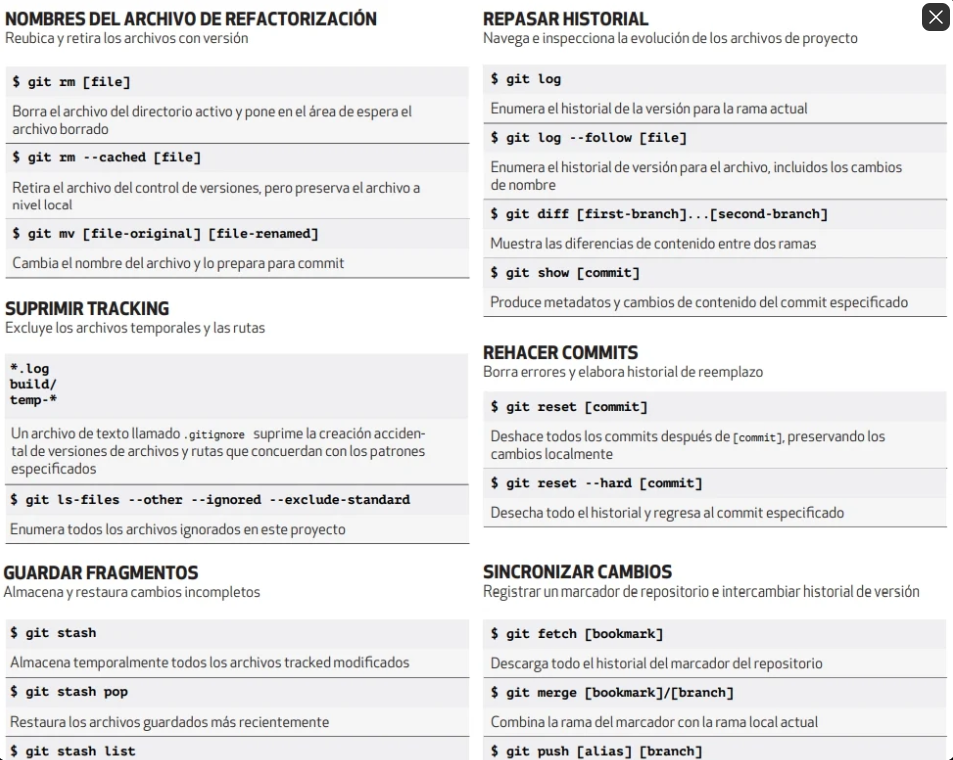 NOMBRES DEL ARCHIVO DE REFACTORIZACIÓN
Reubica y retira los archivos con versión
$ git rm [file]
Borra el archivo del directorio activo y pone en el área de espera el
archivo borrado
$ git rm --cached [file]
Retira el archivo del control de versiones, pero preserva el archivo a
nivel local
$ git mv [file-original] [file-renamed]
Cambia el nombre del archivo y lo prepara para commit
SUPRIMIR TRACKING
Excluye los archivos temporales y las rutas
*.log
build/
temp-*
Un archivo de texto llamado .gitignore suprime la creación acciden-
tal de versiones de archivos y rutas que concuerdan con los patrones
especificados
$ git ls-files --other --ignored --exclude-standard
Enumera todos los archivos ignorados en este proyecto
GUARDAR FRAGMENTOS
Almacena y restaura cambios incompletos
$ git stash
Almacena temporalmente todos los archivos tracked modificados
$ git stash pop
Restaura los archivos guardados más recientemente
$ git stash list
REPASAR HISTORIAL
Navega e inspecciona la evolución de los archivos de proyecto
$ git log
Enumera el historial de la versión para la rama actual
$ git log --follow [file]
Enumera el historial de versión para el archivo, incluidos los cambios
de nombre
$ git diff [first-branch]...[second-branch]
Muestra las diferencias de contenido entre dos ramas
$ git show [commit]
Produce metadatos y cambios de contenido del commit especificado
REHACER COMMITS
Borra errores y elabora historial de reemplazo
$ git reset [commit]
Deshace todos los commits después de [commit], preservando los
cambios localmente
$ git reset --hard [commit]
Desecha todo el historial y regresa al commit especificado
SINCRONIZAR CAMBIOS
Registrar un marcador de repositorio e intercambiar historial de versión
$ git fetch [bookmark]
Descarga todo el historial del marcador del repositorio
$ git merge [bookmark]/[branch]
Combina la rama del marcador con la rama local actual
$ git push [alias] [branch]